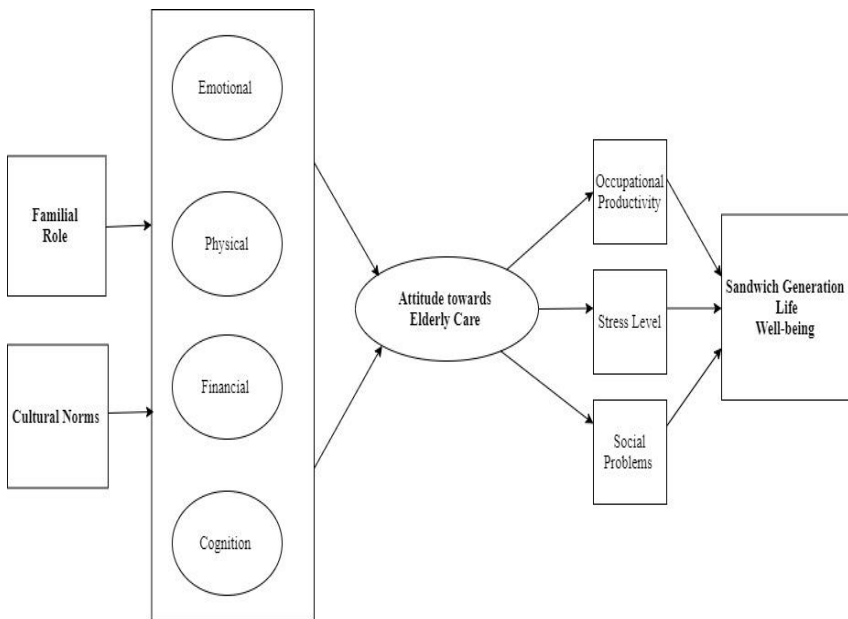 Emotional
Familial
Role
Physical
Cultural Norms
Financial
Cognition
Attitude towards
Elderly Care
Occupational
Productivity
Stress Level
Social
Problems
Sandwich Generation
Life
Well-being